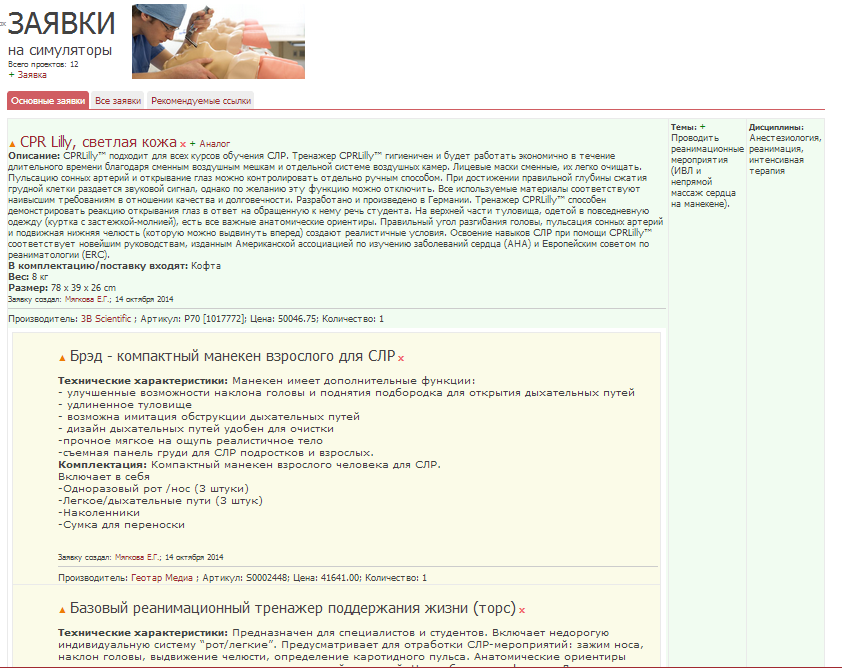 ЗАЯВКИ
на симуляторы
Всего проектов: 12
+ Заявка
Основные заявки Все заявки Рекомендуемые ссылки
▲ CPR Lilly, светлая кожа x + Аналог
Описание: CPRLilly™ подходит для всех курсов обучения СЛР. Тренажер CPRLilly™ гигиеничен и будет работать экономично в течение
длительного времени благодаря сменным воздушным мешкам и отдельной системе воздушных камер. Лицевые маски сменные, их легко очищать.
Пульсацию сонных артерий и открывание глаз можно контролировать отдельно ручным способом. При достижении правильной глубины сжатия
грудной клетки раздается звуковой сигнал, однако по желанию эту функцию можно отключить. Все используемые материалы соответствуют
наивысшим требованиям в отношении качества и долговечности. Разработано и произведено в Германии. Тренажер CPRLilly™ способен
демонстрировать реакцию открывания глаз в ответ на обращенную к нему речь студента. На верхней части туловища, одетой в повседневную
одежду (куртка с застежкой-молнией), есть все важные анатомические ориентиры. Правильный угол разгибания головы, пульсация сонных артерий
и подвижная нижняя челюсть (которую можно выдвинуть вперед) создают реалистичные условия. Освоение навыков СЛР при помощи CPRLilly™
соответствует новейшим руководствам, изданным Американской ассоциацией по изучению заболеваний сердца (AHA) и Европейским советом по
реаниматологии (ERC).
В комплектацию/поставку входят: Кофта
Вес: 8 кг
Размер: 78 x 39 x 26 cm
Заявку создал: Мягкова Е.Г.; 14 октября 2014
Производитель: 3B Scientific ; Артикул: P70 [1017772]; Цена: 50046.75; Количество: 1
Темы: +
Проводить
реанимационные
мероприятия
(ИВЛ и
непрямой
массаж сердца
на манекене).
Дисциплины:
Анестезиология,
реанимация,
интенсивная
терапия
▲ Брэд - компактный манекен взрослого для СЛР x
Технические характеристики: Манекен имеет дополнительные функции:
- улучшенные возможности наклона головы и поднятия подбородка для открытия дыхательных путей
- удлиненное туловище
- возможна имитация обструкции дыхательных путей
- дизайн дыхательных путей удобен для очистки
-прочное мягкое на ощупь реалистичное тело
-съемная панель груди для СЛР подростков и взрослых.
Комплектация: Компактный манекен взрослого человека для СЛР.
Включает в себя
-Одноразовый рот /нос (3 штуки)
-Легкое/дыхательные пути (3 штук)
-Наколенники
-Сумка для переноски
Заявку создал: Мягкова Е.Г.; 14 октября 2014
Производитель: Геотар Медиа ; Артикул: S0002448; Цена: 41641.00; Количество: 1
▲ Базовый реанимационный тренажер поддержания жизни (торс) x
Технические характеристики: Предназначен для специалистов и студентов. Включает недорогую
индивидуальную систему “рот/легкие”. Предусматривает для отработки СЛР-мероприятий: зажим носа,
наклон головы, выдвижение челюсти, определение каротидного пульса. Анатомические ориентиры